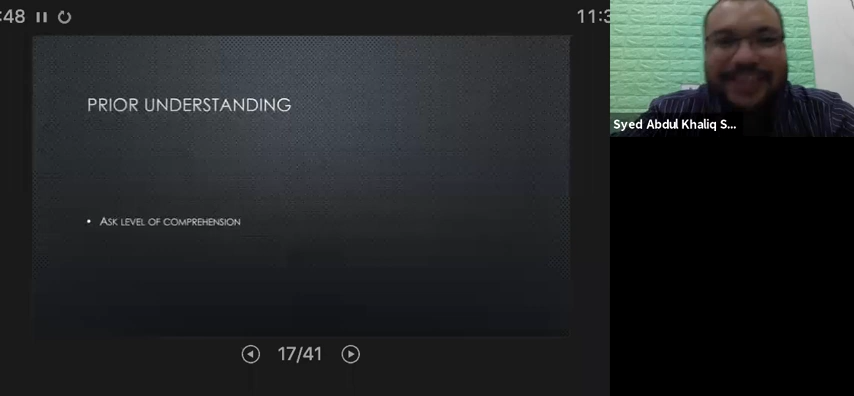 :48
11:3
PRIOR UNDERSTANDING
• ASK LEVEL OF COMPREHENSION
17/41
Syed Abdul Khaliq S...